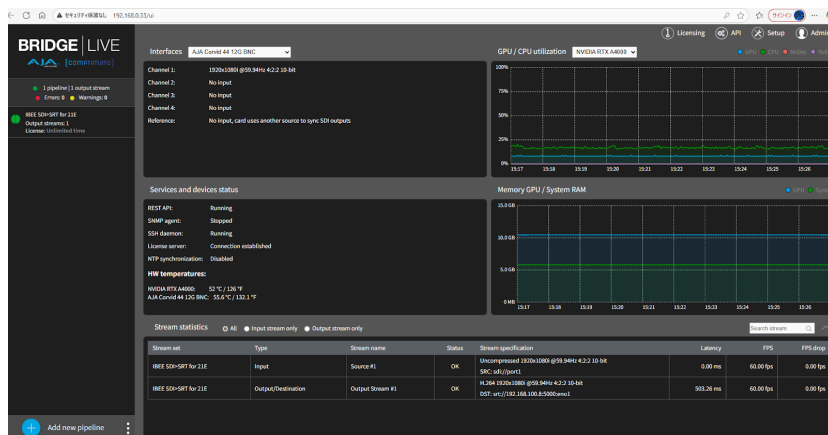 セキュリティ保護なし 192.168.0.33/ui
サインイン
Licensing API Setup Admin
BRIDGE | LIVE
AJA [comprimato]
1 pipeline | 1 output stream
Errors: 0 Warnings: 0
IBEE SDI>SRT for 21E
Output streams: 1
License: Unlimited time
Add new pipeline
Interfaces AJA Corvid 44 12G BNC
Channel 1: 1920x1080i @59.94Hz 4:2:2 10-bit
Channel 2: No input
Channel 3: No input
Channel 4: No input
Reference: No input, card uses another source to sync SDI outputs
GPU / CPU utilization NVIDIA RTX A4000
GPU CPU NvDec
100%
75%
50%
25%
0%
15:17 15:18 15:19 15:20 15:21 15:22 15:23 15:24 15:25 15:26
Services and devices status
REST API: Running
SNMP agent: Stopped
SSH daemon: Running
License server: Connection established
NTP synchronization: Disabled
HW temperatures:
NVIDIA RTX A4000: 52 °C / 126 °F
AJA Corvid 44 12G BNC: 55.6 °C / 132.1 °F
Memory GPU / System RAM
GPU
15.0 GB
10.0 GB
5.0 GB
0 MB
15:17 15:18 15:19 15:20 15:21 15:22 15:23 15:24 15:25 15:26
Stream statistics All Input stream only Output stream only
Search stream
Stream set Type Stream name Status Stream specification Latency FPS FPS drop
IBEE SDI>SRT for 21E Input Source #1 OK Uncompressed 1920x1080i @59.94Hz 4:2:2 10-bit 0.00 ms 60.00 fps 0.00 fps
SRC: sdi://port1
IBEE SDI>SRT for 21E Output/Destination Output Stream #1 OK H.264 1920x1080i @59.94Hz 4:2:2 10-bit 503.26 ms 60.00 fps 0.00 fps
DST: srt://192.168.100.8:5000:eno1